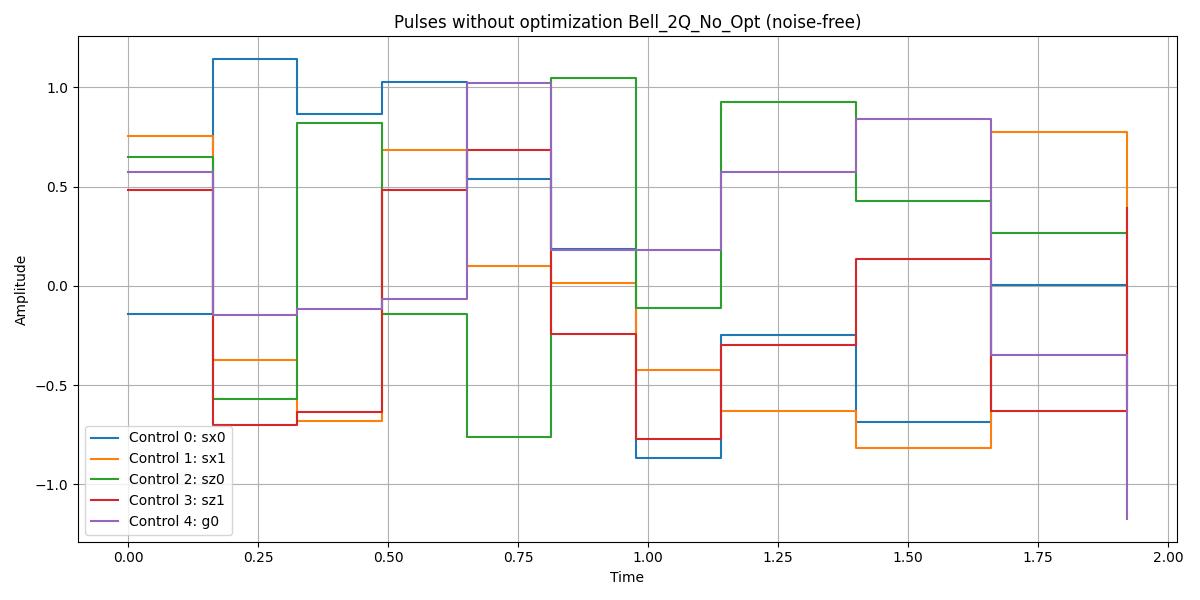 Pulses without optimization Bell_2Q_No_Opt (noise-free)
Amplitude
1.0
0.5
0.0
−0.5
−1.0
Control 0: sx0
Control 1: sx1
Control 2: sz0
Control 3: sz1
Control 4: g0
0.00 0.25 0.50 0.75 1.00 1.25 1.50 1.75 2.00
Time